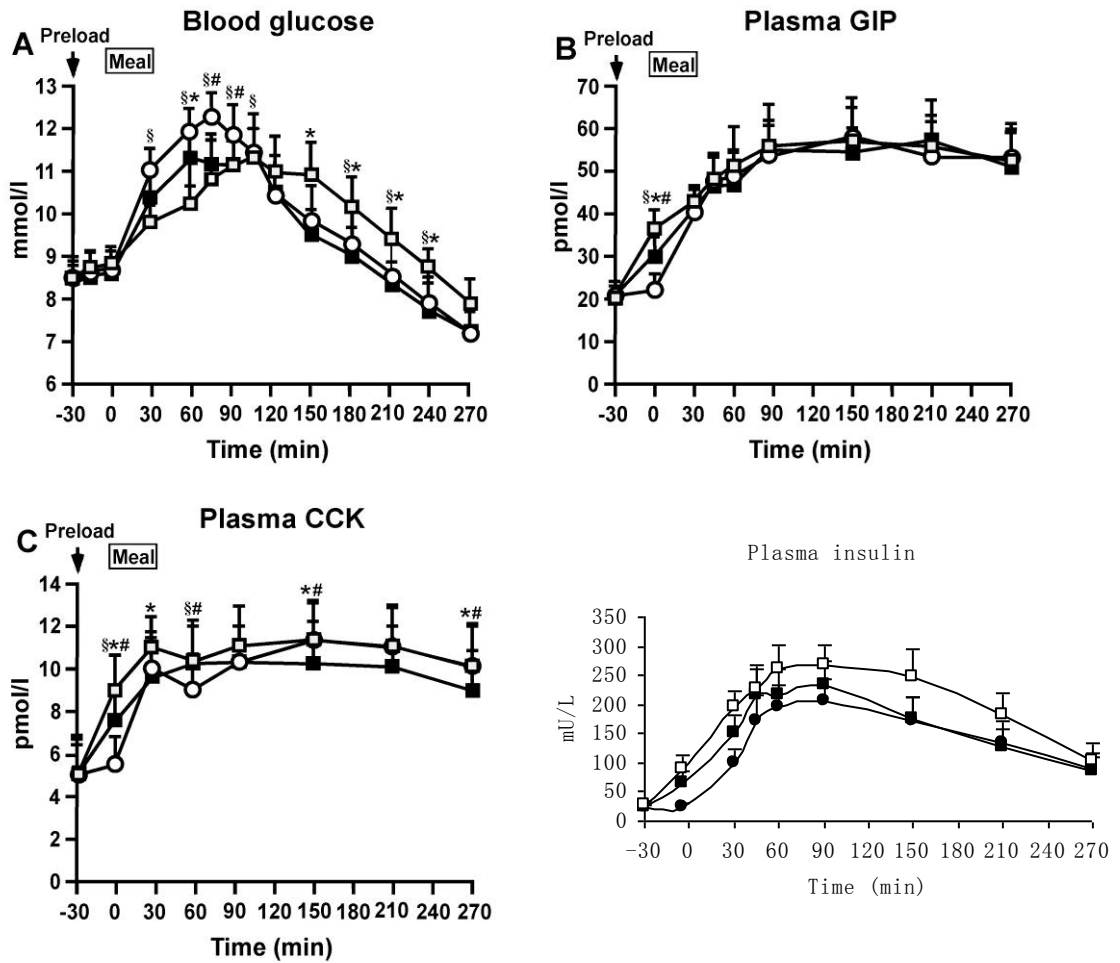 Blood glucose
A
Preload
Meal
§ §* §# §# § * §* §* §*
13
12
11
10
9
8
7
6
mmol/l
-30 0 30 60 90 120 150 180 210 240 270
Time (min)
Plasma GIP
B
Preload
Meal
§*#
70
60
50
40
30
20
10
0
pmol/l
-30 0 30 60 90 120 150 180 210 240 270
Time (min)
Plasma CCK
C
Preload
Meal
§*# * §# *# *#
14
12
10
8
6
4
2
0
pmol/l
-30 0 30 60 90 120 150 180 210 240 270
Time (min)
Plasma insulin
350
300
250
200
150
100
50
0
mU/L
-30 0 30 60 90 120 150 180 210 240 270
Time (min)